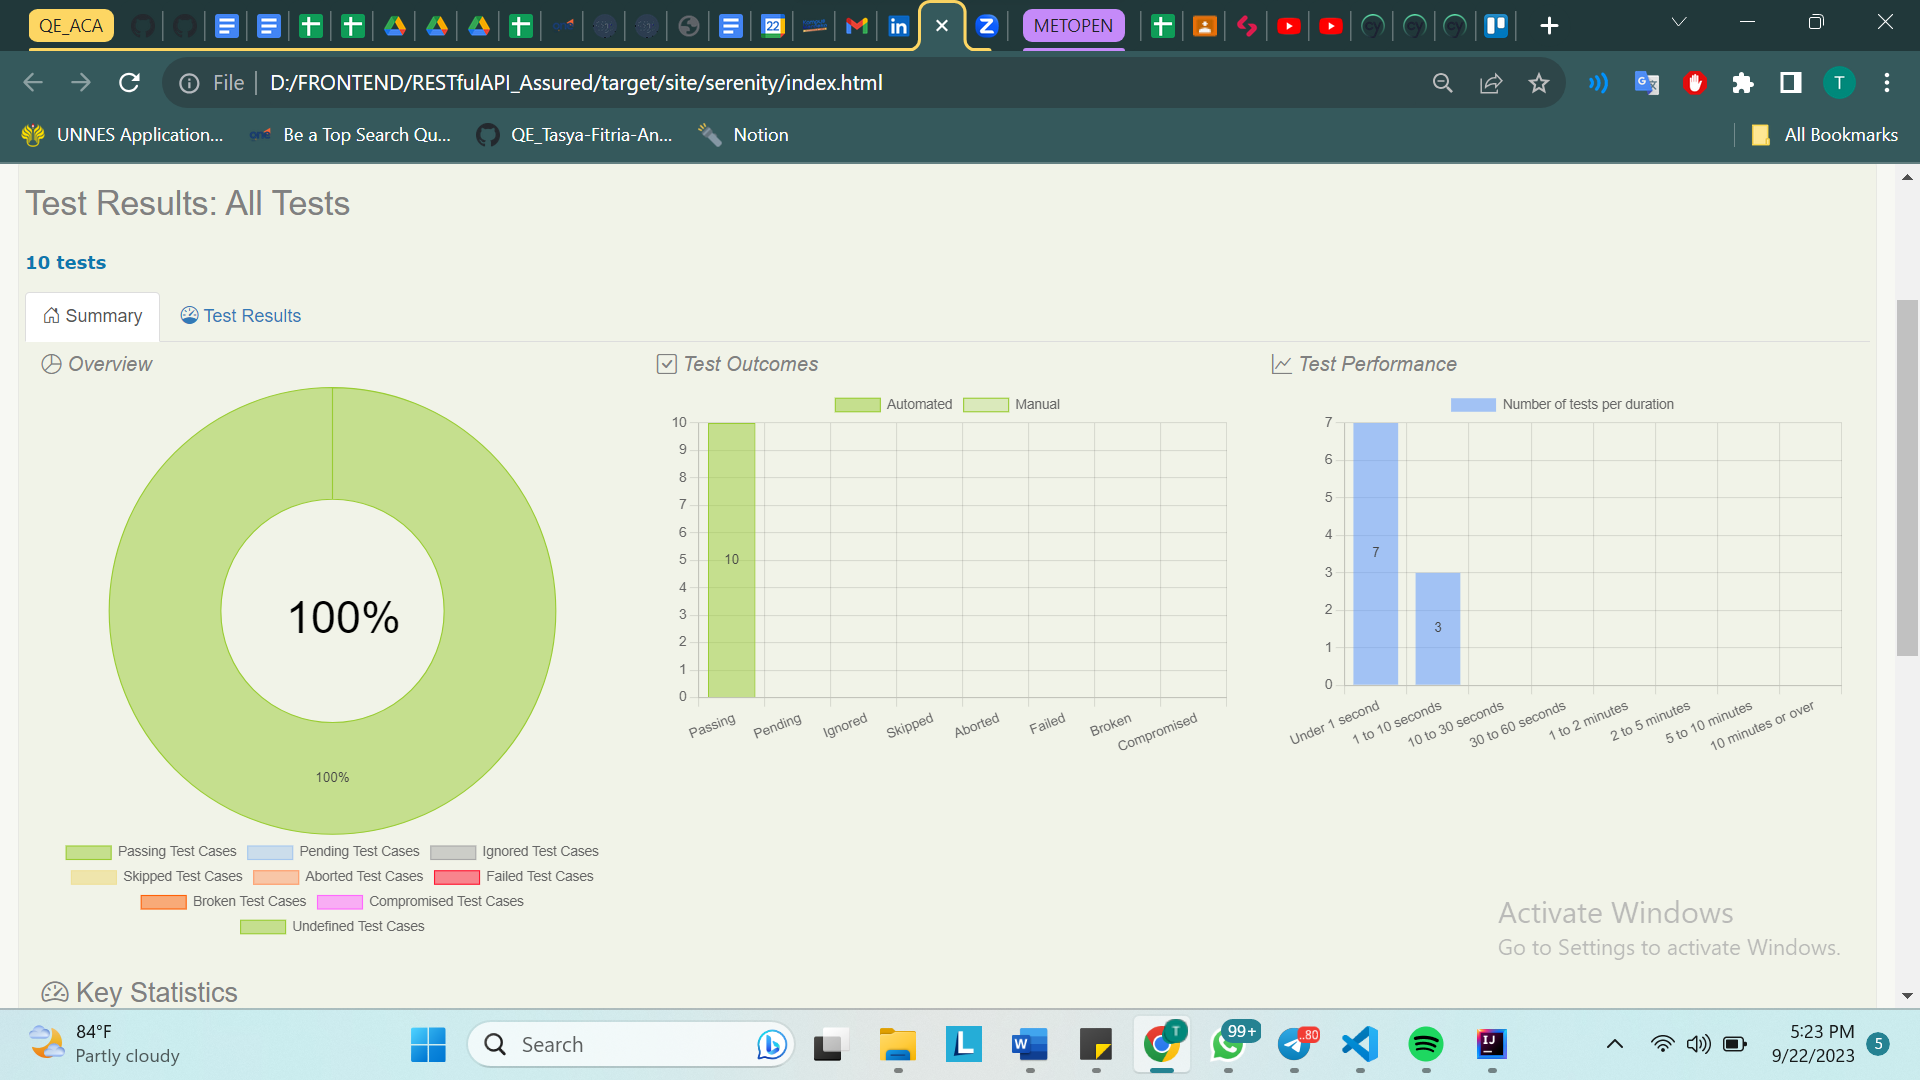 QE_ACA
22
METOPEN
File
D:/FRONTEND/RESTfulAPI_Assured/target/site/serenity/index.html
T
UNNES Application...
one
Be a Top Search Qu...
QE_Tasya-Fitria-An...
Notion
All Bookmarks
Test Results: All Tests
10 tests
Summary
Test Results
Overview
100%
100%
Passing Test Cases Pending Test Cases Ignored Test Cases
Skipped Test Cases Aborted Test Cases Failed Test Cases
Broken Test Cases Compromised Test Cases
Undefined Test Cases
Test Outcomes
Automated Manual
10
9
8
7
6
5
4
3
2
1
0
10
Passing Pending Ignored Skipped Aborted Failed Broken Compromised
Test Performance
Number of tests per duration
7
6
5
4
3
2
1
0
7
3
Under 1 second 1 to 10 seconds 10 to 30 seconds 30 to 60 seconds 1 to 2 minutes 2 to 5 minutes 5 to 10 minutes 10 minutes or over
Activate Windows
Go to Settings to activate Windows.
Key Statistics
84°F
Partly cloudy
Search
L
W
T
99+
..80
IJ
5:23 PM
9/22/2023
5